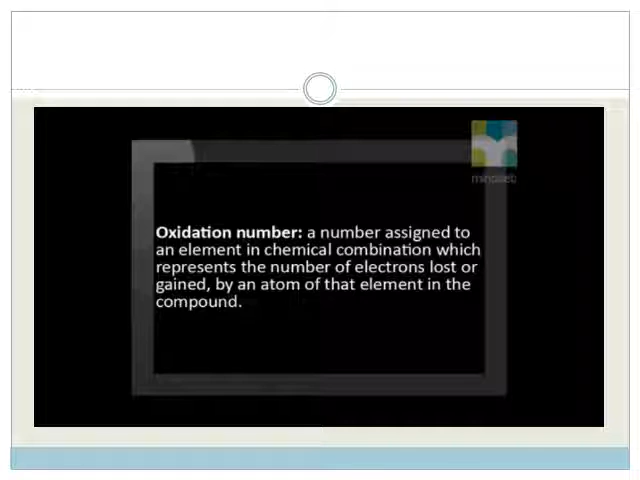 mindset
Oxidation number: a number assigned to
an element in chemical combination which
represents the number of electrons lost or
gained, by an atom of that element in the
compound.